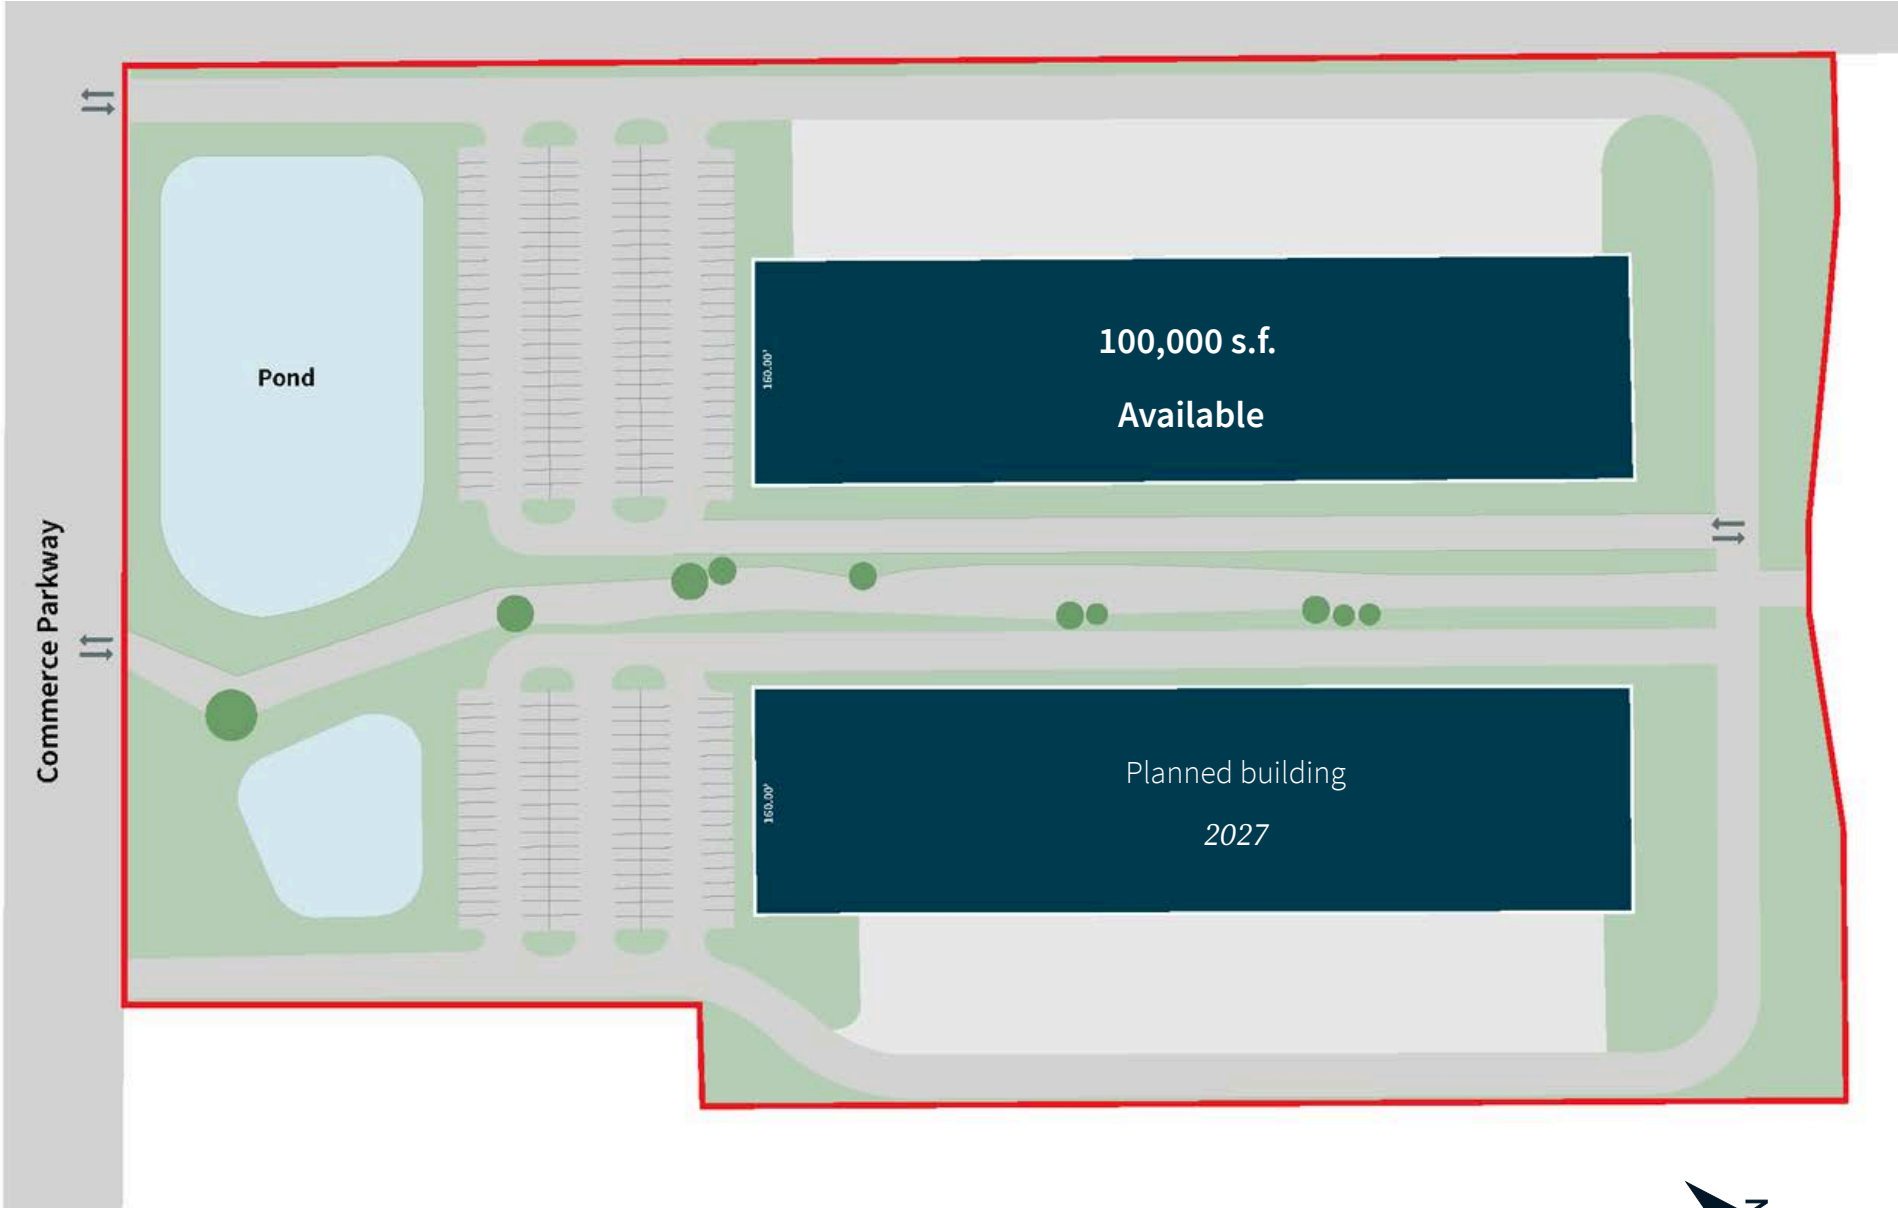 100,000 s.f.
Available
160.00'
Pond
Commerce Parkway
Planned building
2027
160.00'
N